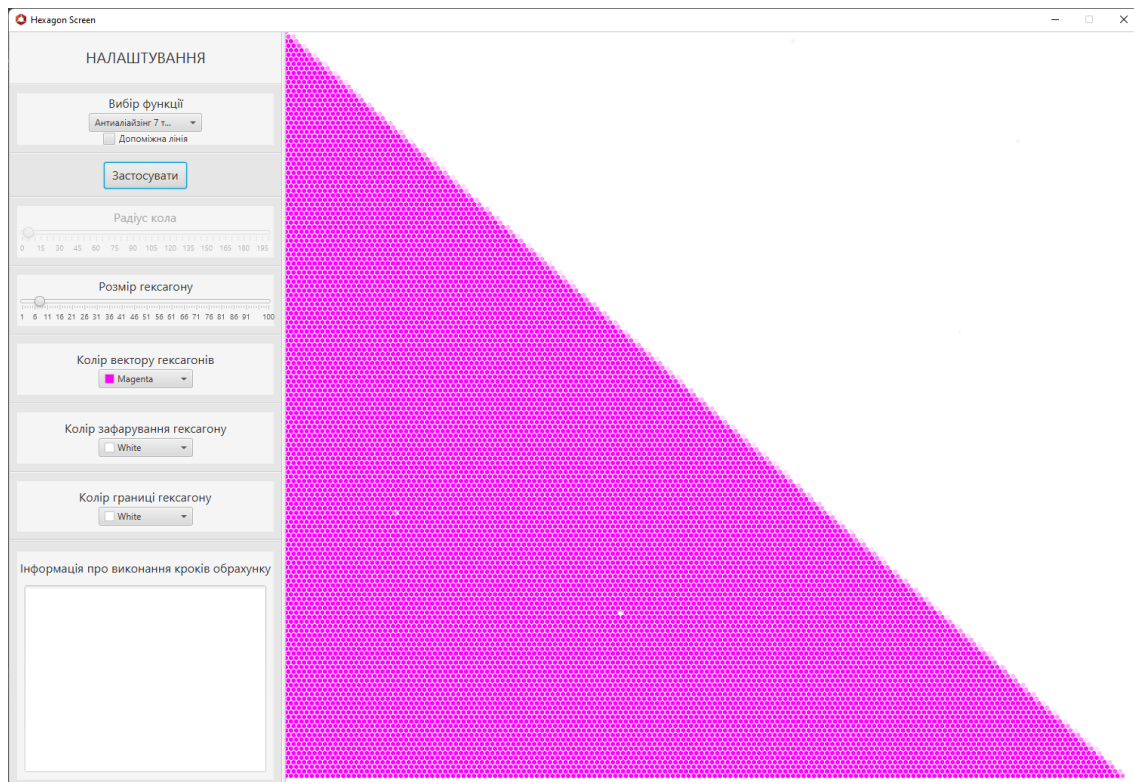 Hexagon Screen
НАЛАШТУВАННЯ
Вибір функції
Антиаліайзінг 7 т...
Допоміжна лінія
Застосувати
Радіус кола
0 15 30 45 60 75 90 105 120 135 150 165 180 195
Розмір гексагону
1 6 11 16 21 26 31 36 41 46 51 56 61 66 71 76 81 86 91 100
Колір вектору гексагонів
Magenta
Колір зафарування гексагону
White
Колір границі гексагону
White
Інформація про виконання кроків обрахунку